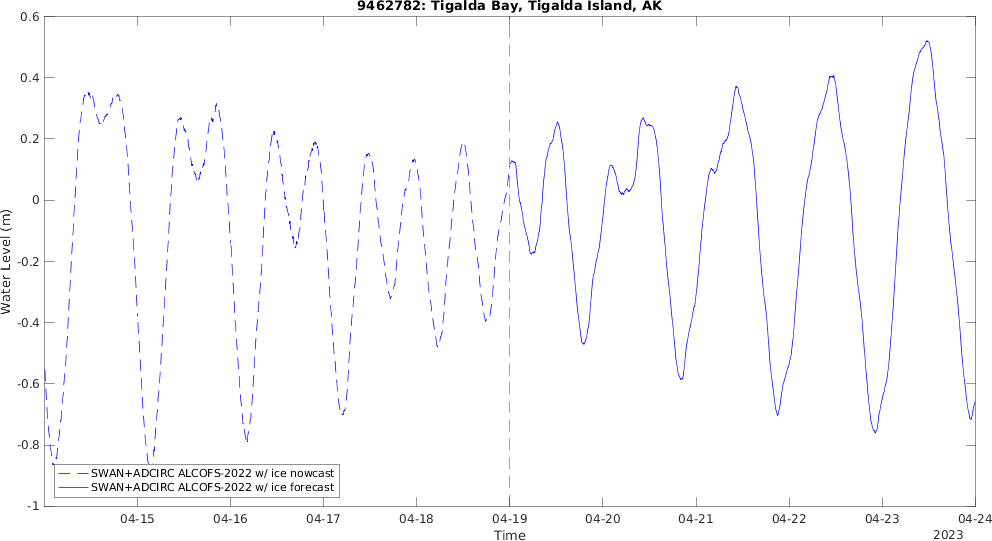 9462782: Tigalda Bay, Tigalda Island, AK
0.6
0.4
0.2
0
-0.2
-0.4
-0.6
-0.8
-1
Water Level (m)
SWAN+ADCIRC ALCOFS-2022 w/ ice nowcast
SWAN+ADCIRC ALCOFS-2022 w/ ice forecast
04-15 04-16 04-17 04-18 04-19 04-20 04-21 04-22 04-23 04-24
Time
2023